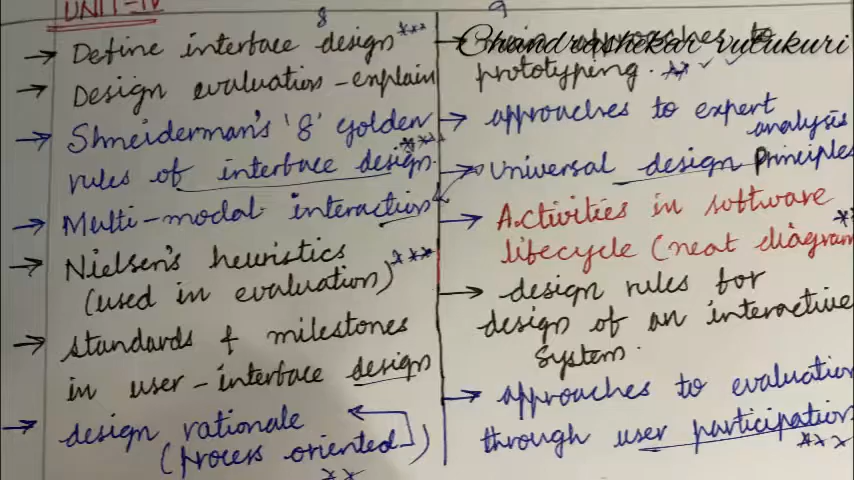 UNIT-IV
8
→ Define interface design ***
→ Design evaluation - explain
→ Shneiderman's '8' golden
rules of interface design. ***
→ Multi-modal interaction
→ Nielsen's heuristics
(used in evaluation) ***
→ standards & milestones
in user-interface design
→ design rationale
(process oriented)
**
9
→ Chandrashekar vutukuri
prototyping. **
→ approaches to expert
analysis
→ Universal design principles
→ Activities in software
lifecycle (neat diagram
→ design rules for
design of an interactive
system.
→ approaches to evaluation
through user participation
***